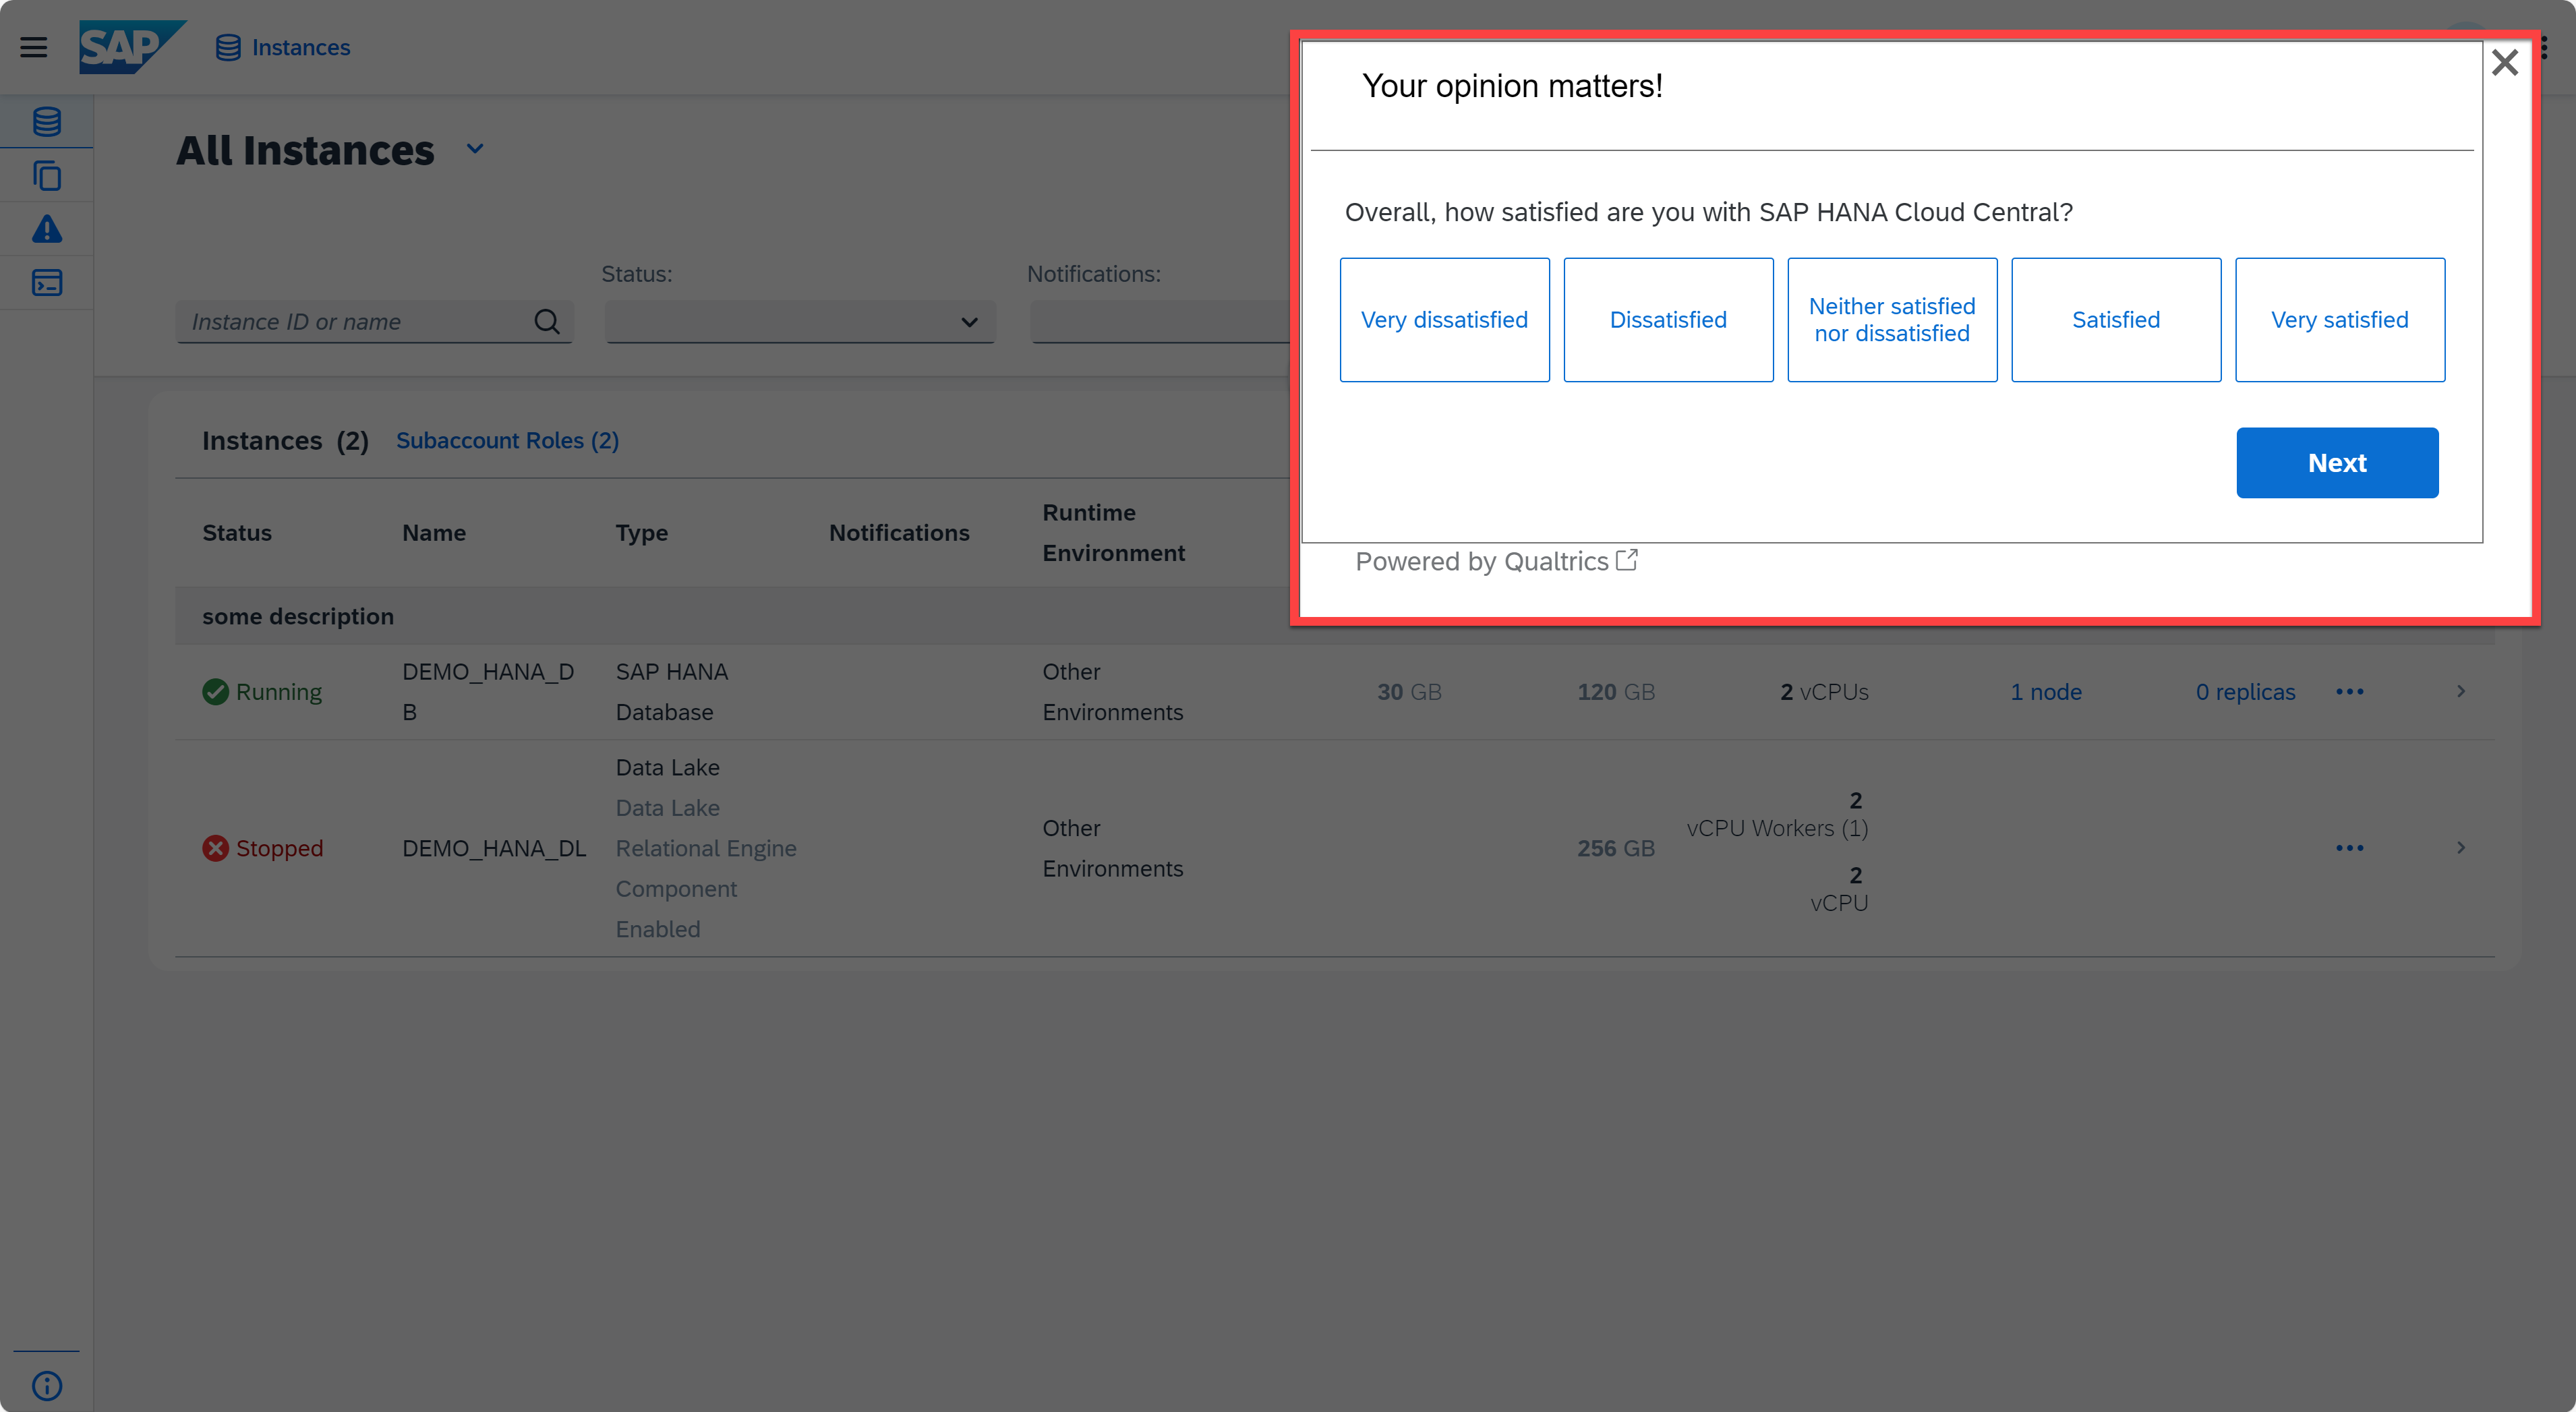 SAP Instances
All Instances
Status: Notifications:
Instance ID or name
Instances (2) Subaccount Roles (2)
Status Name Type Notifications Runtime
Environment
some description
Running DEMO_HANA_D
B SAP HANA
Database Other
Environments 30 GB 120 GB 2 vCPUs 1 node 0 replicas
Stopped DEMO_HANA_DL Data Lake
Data Lake
Relational Engine
Component
Enabled
Other
Environments
256 GB
2
vCPU Workers (1)
2
vCPU
Your opinion matters!
Overall, how satisfied are you with SAP HANA Cloud Central?
Very dissatisfied
Dissatisfied
Neither satisfied
nor dissatisfied
Satisfied
Very satisfied
Next
Powered by Qualtrics